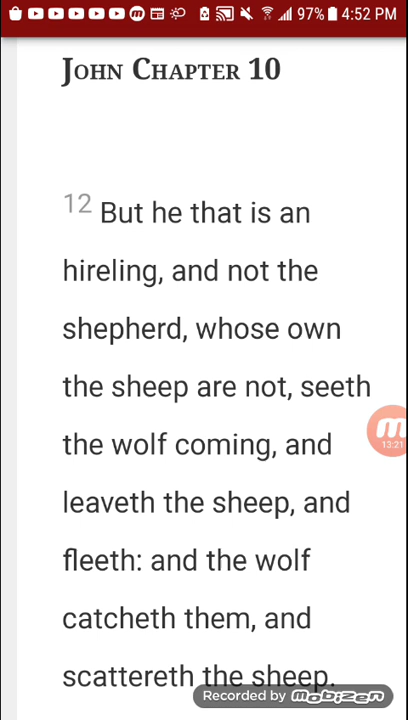 97% 4:52 PM
JOHN CHAPTER 10
12 But he that is an
hireling, and not the
shepherd, whose own
the sheep are not, seeth
the wolf coming, and
13:21
leaveth the sheep, and
fleeth: and the wolf
catcheth them, and
scattereth the sheep.
Recorded by mobizen